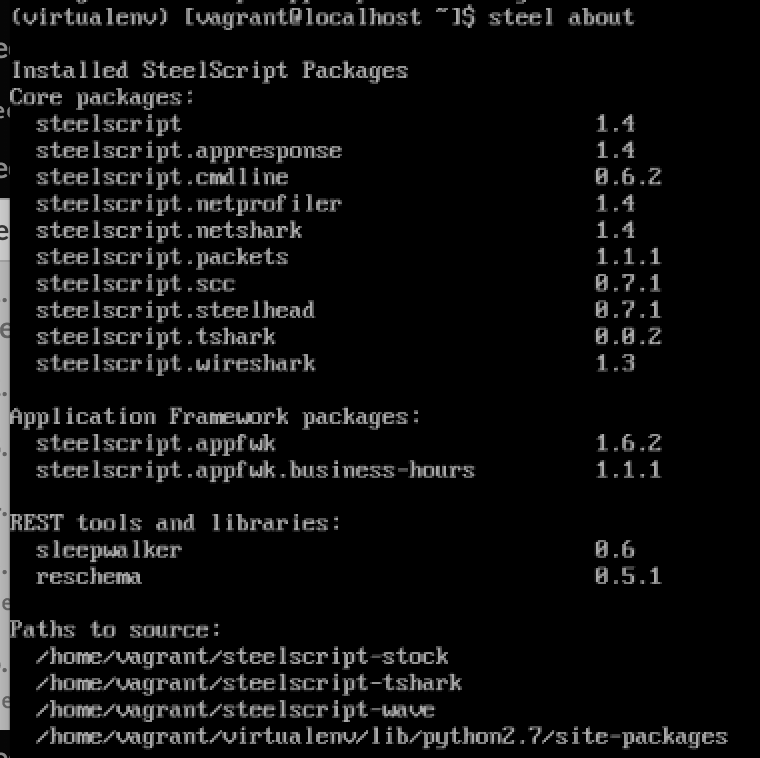 (virtualenv) [vagrant@localhost ~]$ steel about
Installed SteelScript Packages
Core packages:
steelscript 1.4
steelscript.appresponse 1.4
steelscript.cmdline 0.6.2
steelscript.netprofiler 1.4
steelscript.netshark 1.4
steelscript.packets 1.1.1
steelscript.scc 0.7.1
steelscript.steelhead 0.7.1
steelscript.tshark 0.0.2
steelscript.wireshark 1.3
Application Framework packages:
steelscript.appfwk 1.6.2
steelscript.appfwk.business-hours 1.1.1
REST tools and libraries:
sleepwalker 0.6
reschema 0.5.1
Paths to source:
/home/vagrant/steelscript-stock
/home/vagrant/steelscript-tshark
/home/vagrant/steelscript-wave
/home/vagrant/virtualenv/lib/python2.7/site-packages